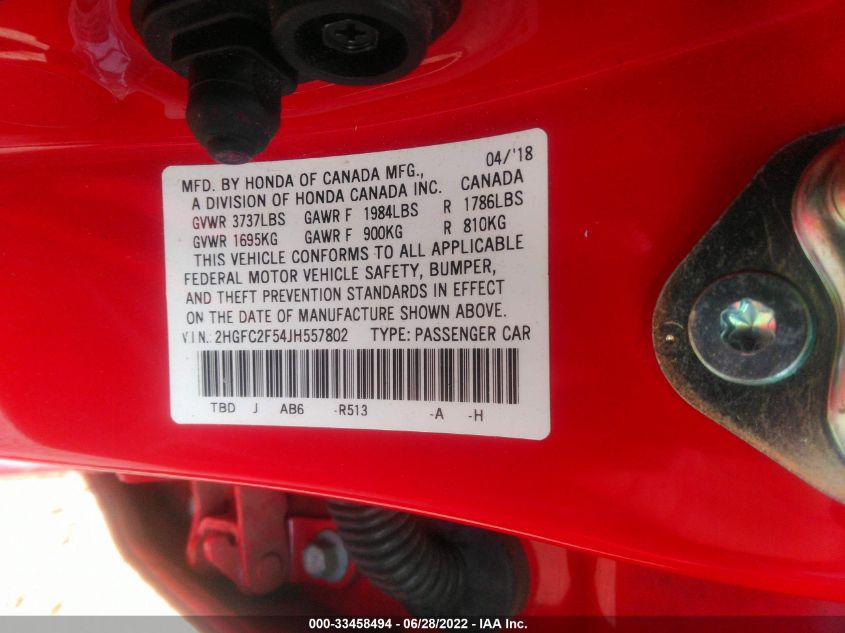 04/'18
MFD. BY HONDA OF CANADA MFG.,
A DIVISION OF HONDA CANADA INC. CANADA
GVWR 3737LBS GAWR F 1984LBS R 1786LBS
GVWR 1695KG GAWR F 900KG R 810KG
THIS VEHICLE CONFORMS TO ALL APPLICABLE
FEDERAL MOTOR VEHICLE SAFETY, BUMPER,
AND THEFT PREVENTION STANDARDS IN EFFECT
ON THE DATE OF MANUFACTURE SHOWN ABOVE.
VIN.: 2HGFC2F54JH557802 TYPE: PASSENGER CAR
TBD J AB6 -R513 -A -H
000-33458494 - 06/28/2022 - IAA Inc.